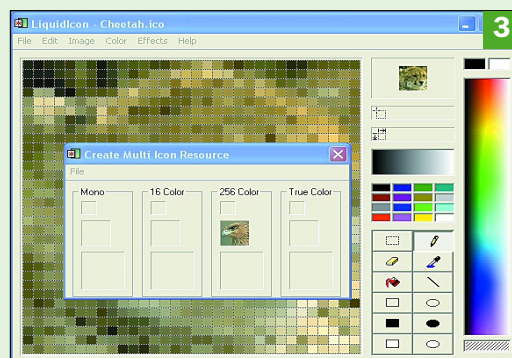 LiquidIcon - Cheetah.ico
3
File Edit Image Color Effects Help
Create Multi Icon Resource
File
Mono 16 Color 256 Color True Color